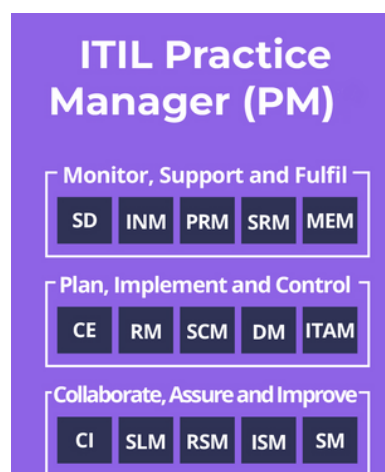 ITIL Practice
Manager (PM)
Monitor, Support and Fulfil
SD INM PRM SRM MEM
Plan, Implement and Control
CE RM SCM DM ITAM
Collaborate, Assure and Improve
CI SLM RSM ISM SM